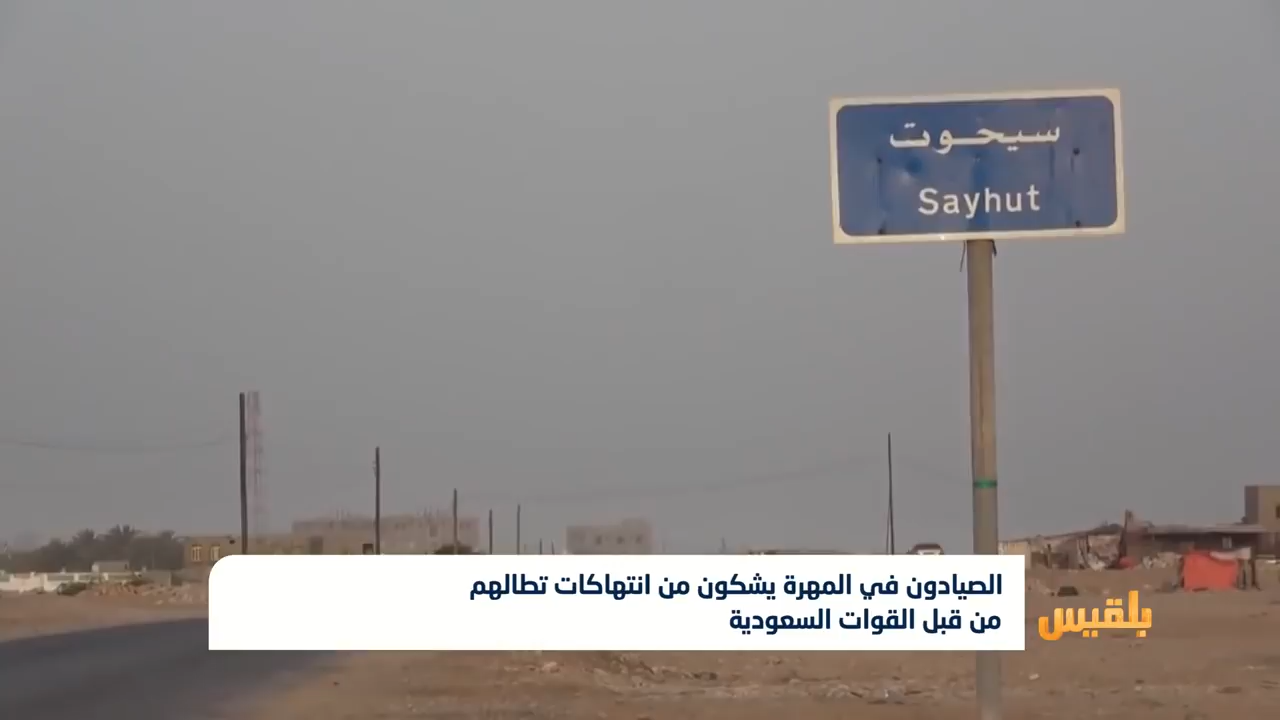 سيحوت
Sayhut
الصيادون في المهرة يشكون من انتهاكات تطالهم
من قبل القوات السعودية
بلقيس